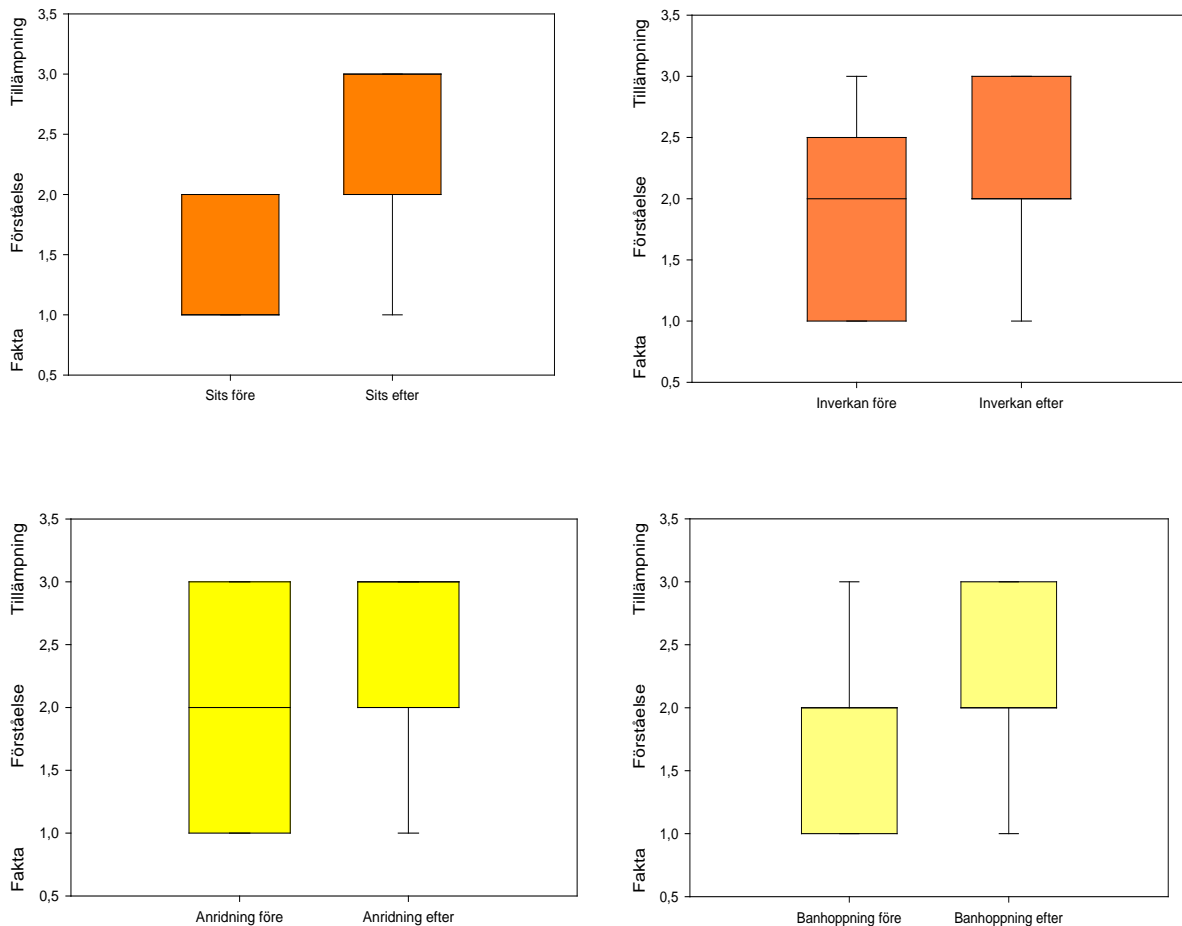 3,5
3,0
2,5
2,0
1,5
1,0
0,5
Tillämpning
Förståelse
Fakta
Sits före
Sits efter
3,5
3,0
2,5
2,0
1,5
1,0
0,5
Tillämpning
Förståelse
Fakta
Inverkan före
Inverkan efter
3,5
3,0
2,5
2,0
1,5
1,0
0,5
Tillämpning
Förståelse
Fakta
Anridning före
Anridning efter
3,5
3,0
2,5
2,0
1,5
1,0
0,5
Tillämpning
Förståelse
Fakta
Banhoppning före
Banhoppning efter